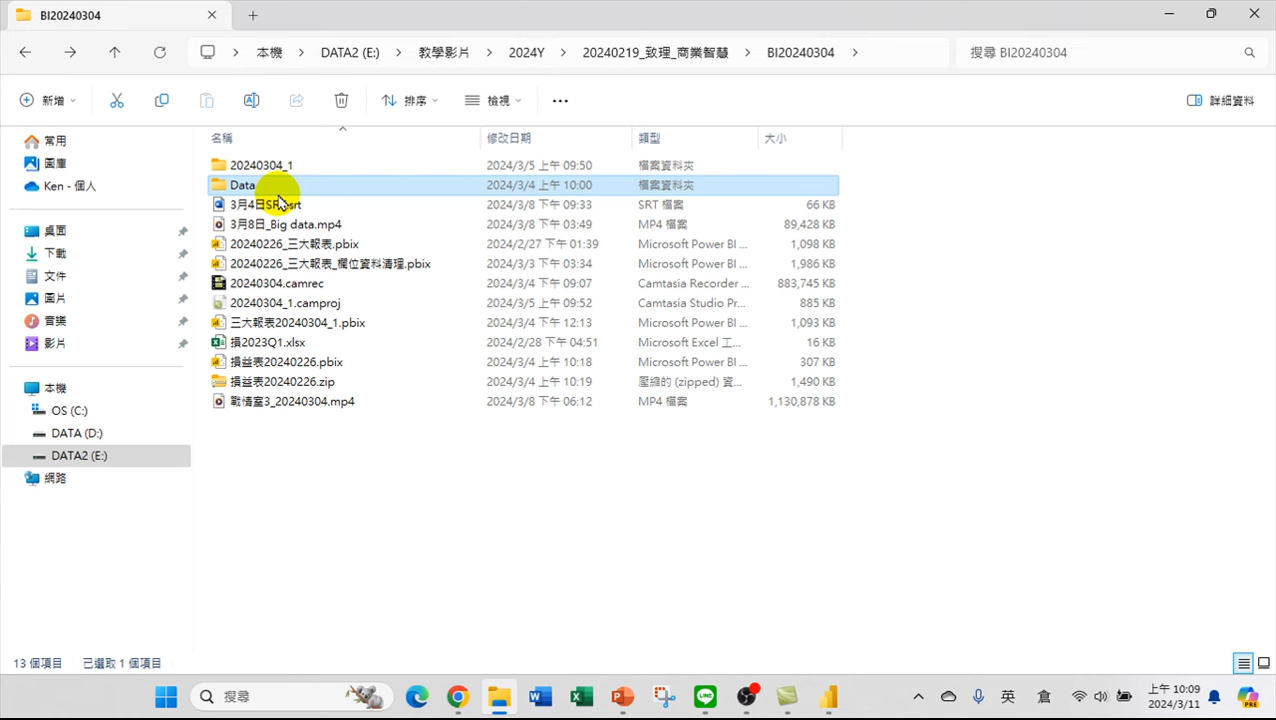 BI20240304
本機 DATA2 (E:) 教學影片 2024Y 20240219_致理_商業智慧 BI20240304 搜尋 BI20240304
新增 排序 檢視 詳細資料
名稱 修改日期 類型 大小
常用
圖庫
Ken - 個人
桌面
下載
文件
圖片
音樂
影片
本機
OS (C:)
DATA (D:)
DATA2 (E:)
網路
20240304_1 2024/3/5 上午 09:50 檔案資料夾
Data 2024/3/4 上午 10:00 檔案資料夾
3月4日SRT.srt 2024/3/8 下午 09:33 SRT 檔案 66 KB
3月8日_Big data.mp4 2024/3/8 下午 03:49 MP4 檔案 89,428 KB
20240226_三大報表.pbix 2024/2/27 下午 01:39 Microsoft Power BI ... 1,098 KB
20240226_三大報表_欄位資料清理.pbix 2024/3/3 下午 03:34 Microsoft Power BI ... 1,986 KB
20240304.camrec 2024/3/4 下午 09:07 Camtasia Recorder ... 883,745 KB
20240304_1.camproj 2024/3/5 上午 09:52 Camtasia Studio Pr... 885 KB
三大報表20240304_1.pbix 2024/3/4 下午 12:13 Microsoft Power BI ... 1,093 KB
損2023Q1.xlsx 2024/2/28 下午 04:51 Microsoft Excel 工... 16 KB
損益表20240226.pbix 2024/3/4 上午 10:18 Microsoft Power BI ... 307 KB
損益表20240226.zip 2024/3/4 上午 10:19 壓縮的 (zipped) 資... 1,490 KB
戰情室3_20240304.mp4 2024/3/8 下午 06:12 MP4 檔案 1,130,878 KB
13 個項目 已選取 1 個項目
搜尋 英 倉 上午 10:09
2024/3/11
PRE